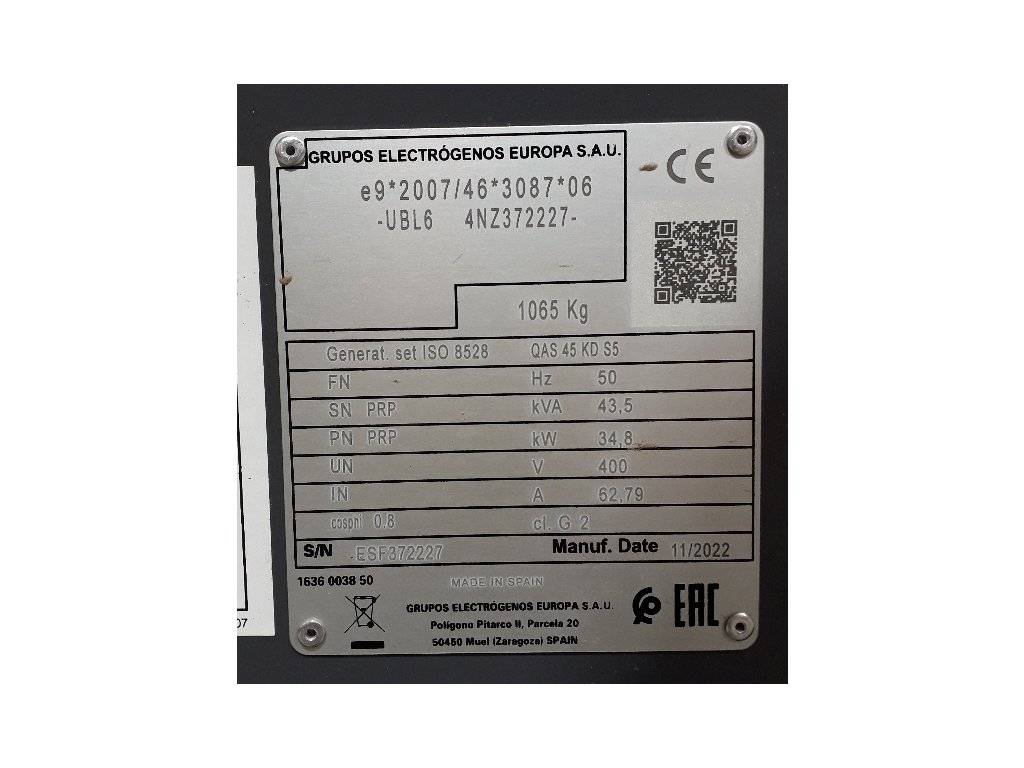 GRUPOS ELECTRÓGENOS EUROPA S.A.U.
CE
e9*2007/46*3087*06
-UBL6 4NZ372227-
1065 Kg
Generat. set ISO 8528 QAS 45 KD S5
FN Hz 50
SN PRP kVA 43,5
PN PRP kW 34,8
UN V 400
IN A 62,79
cosphi 0.8 cl. G 2
S/N -ESF372227 Manuf. Date 11/2022
1636 0038 50 MADE IN SPAIN
GRUPOS ELECTRÓGENOS EUROPA S.A.U.
Polígono Pitarco II, Parcela 20
50450 Muel (Zaragoza) SPAIN
EAC
07